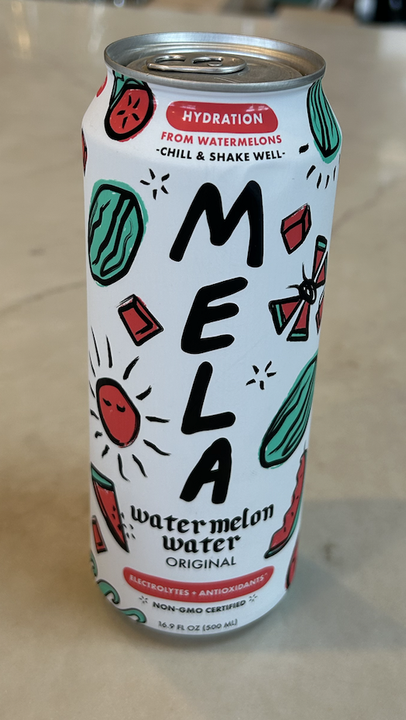 HYDRATION
FROM WATERMELONS
-CHILL & SHAKE WELL-
MELA
watermelon
water
ORIGINAL
ELECTROLYTES + ANTIOXIDANTS
NON-GMO CERTIFIED
16.9 FL OZ (500 ML)